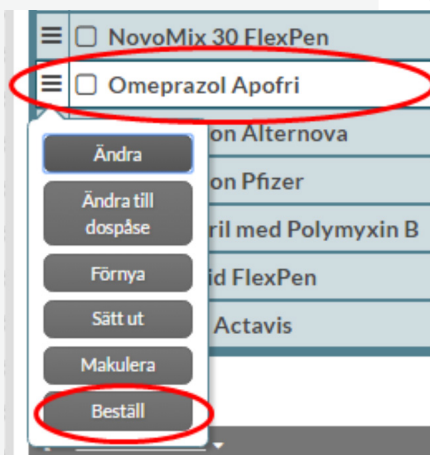 NovoMix 30 FlexPen
Omeprazol Apofri
on Alternova
on Pfizer
ril med Polymyxin B
id FlexPen
Actavis
Ändra
Ändra till
dospåse
Förnya
Sätt ut
Makulera
Beställ